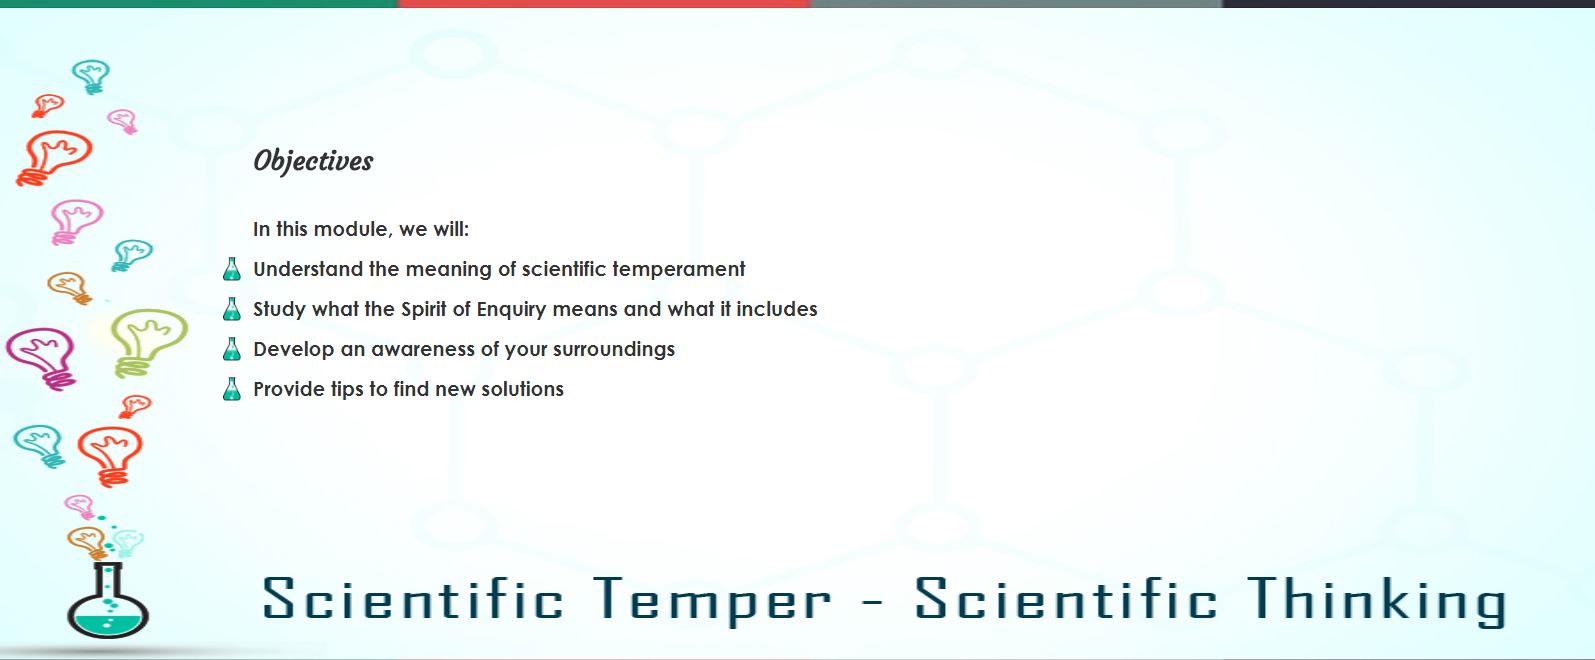 Objectives
In this module, we will:
Understand the meaning of scientific temperament
Study what the Spirit of Enquiry means and what it includes
Develop an awareness of your surroundings
Provide tips to find new solutions
Scientific Temper - Scientific Thinking